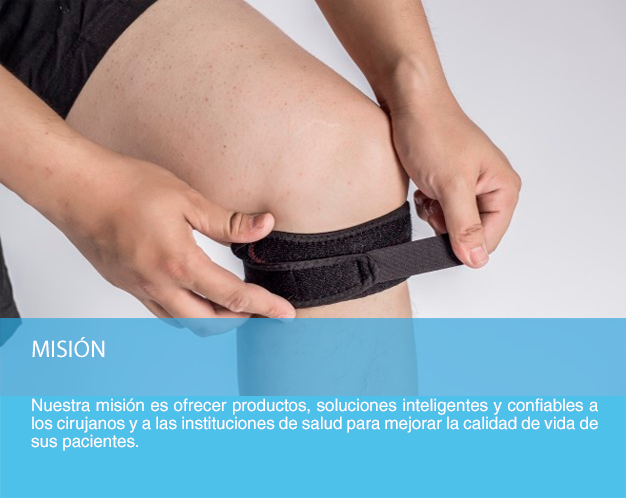 MISIÓN
Nuestra misión es ofrecer productos, soluciones inteligentes y confiables a
los cirujanos y a las instituciones de salud para mejorar la calidad de vida de
sus pacientes.